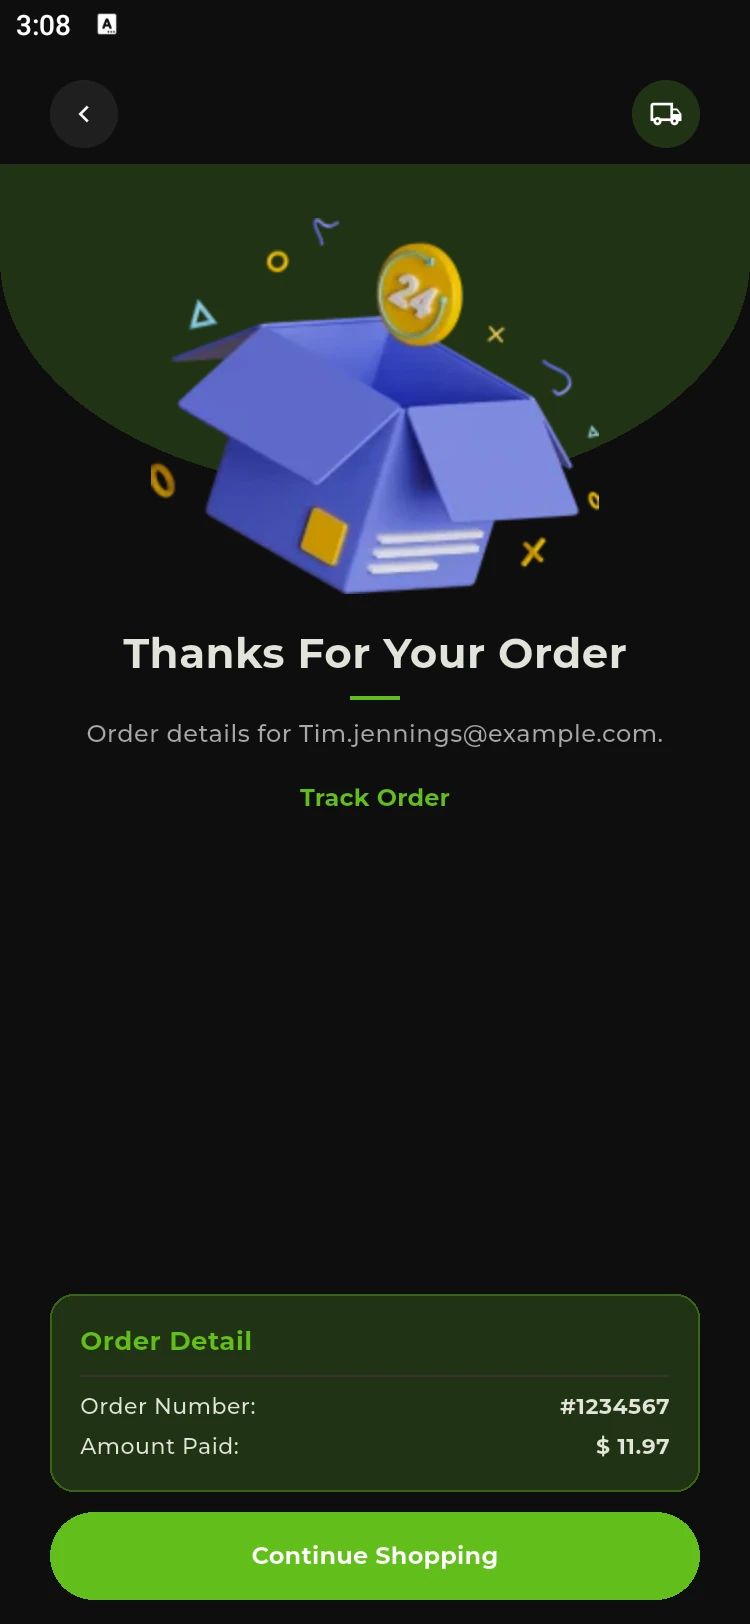 3:08
A
24
Thanks For Your Order
Order details for Tim.jennings@example.com.
Track Order
Order Detail
Order Number: #1234567
Amount Paid: $ 11.97
Continue Shopping